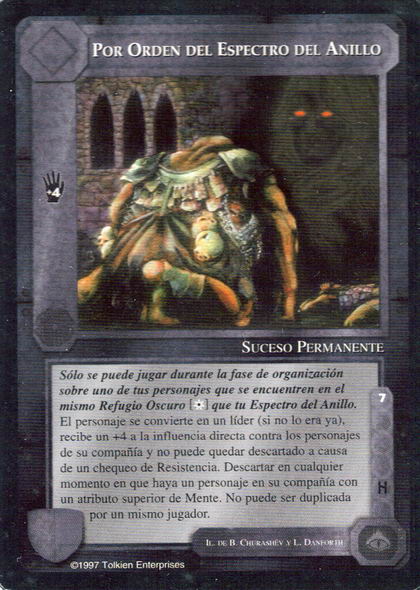 POR ORDEN DEL ESPECTRO DEL ANILLO
+4
SUCESO PERMANENTE
Sólo se puede jugar durante la fase de organización
sobre uno de tus personajes que se encuentren en el
mismo Refugio Oscuro que tu Espectro del Anillo.
El personaje se convierte en un líder (si no lo era ya),
recibe un +4 a la influencia directa contra los personajes
de su compañía y no puede quedar descartado a causa
de un chequeo de Resistencia. Descartar en cualquier
momento en que haya un personaje en su compañía con
un atributo superior de Mente. No puede ser duplicada
por un mismo jugador.
7
IL. DE B. CHURASHËV Y L. DANFORTH
©1997 Tolkien Enterprises